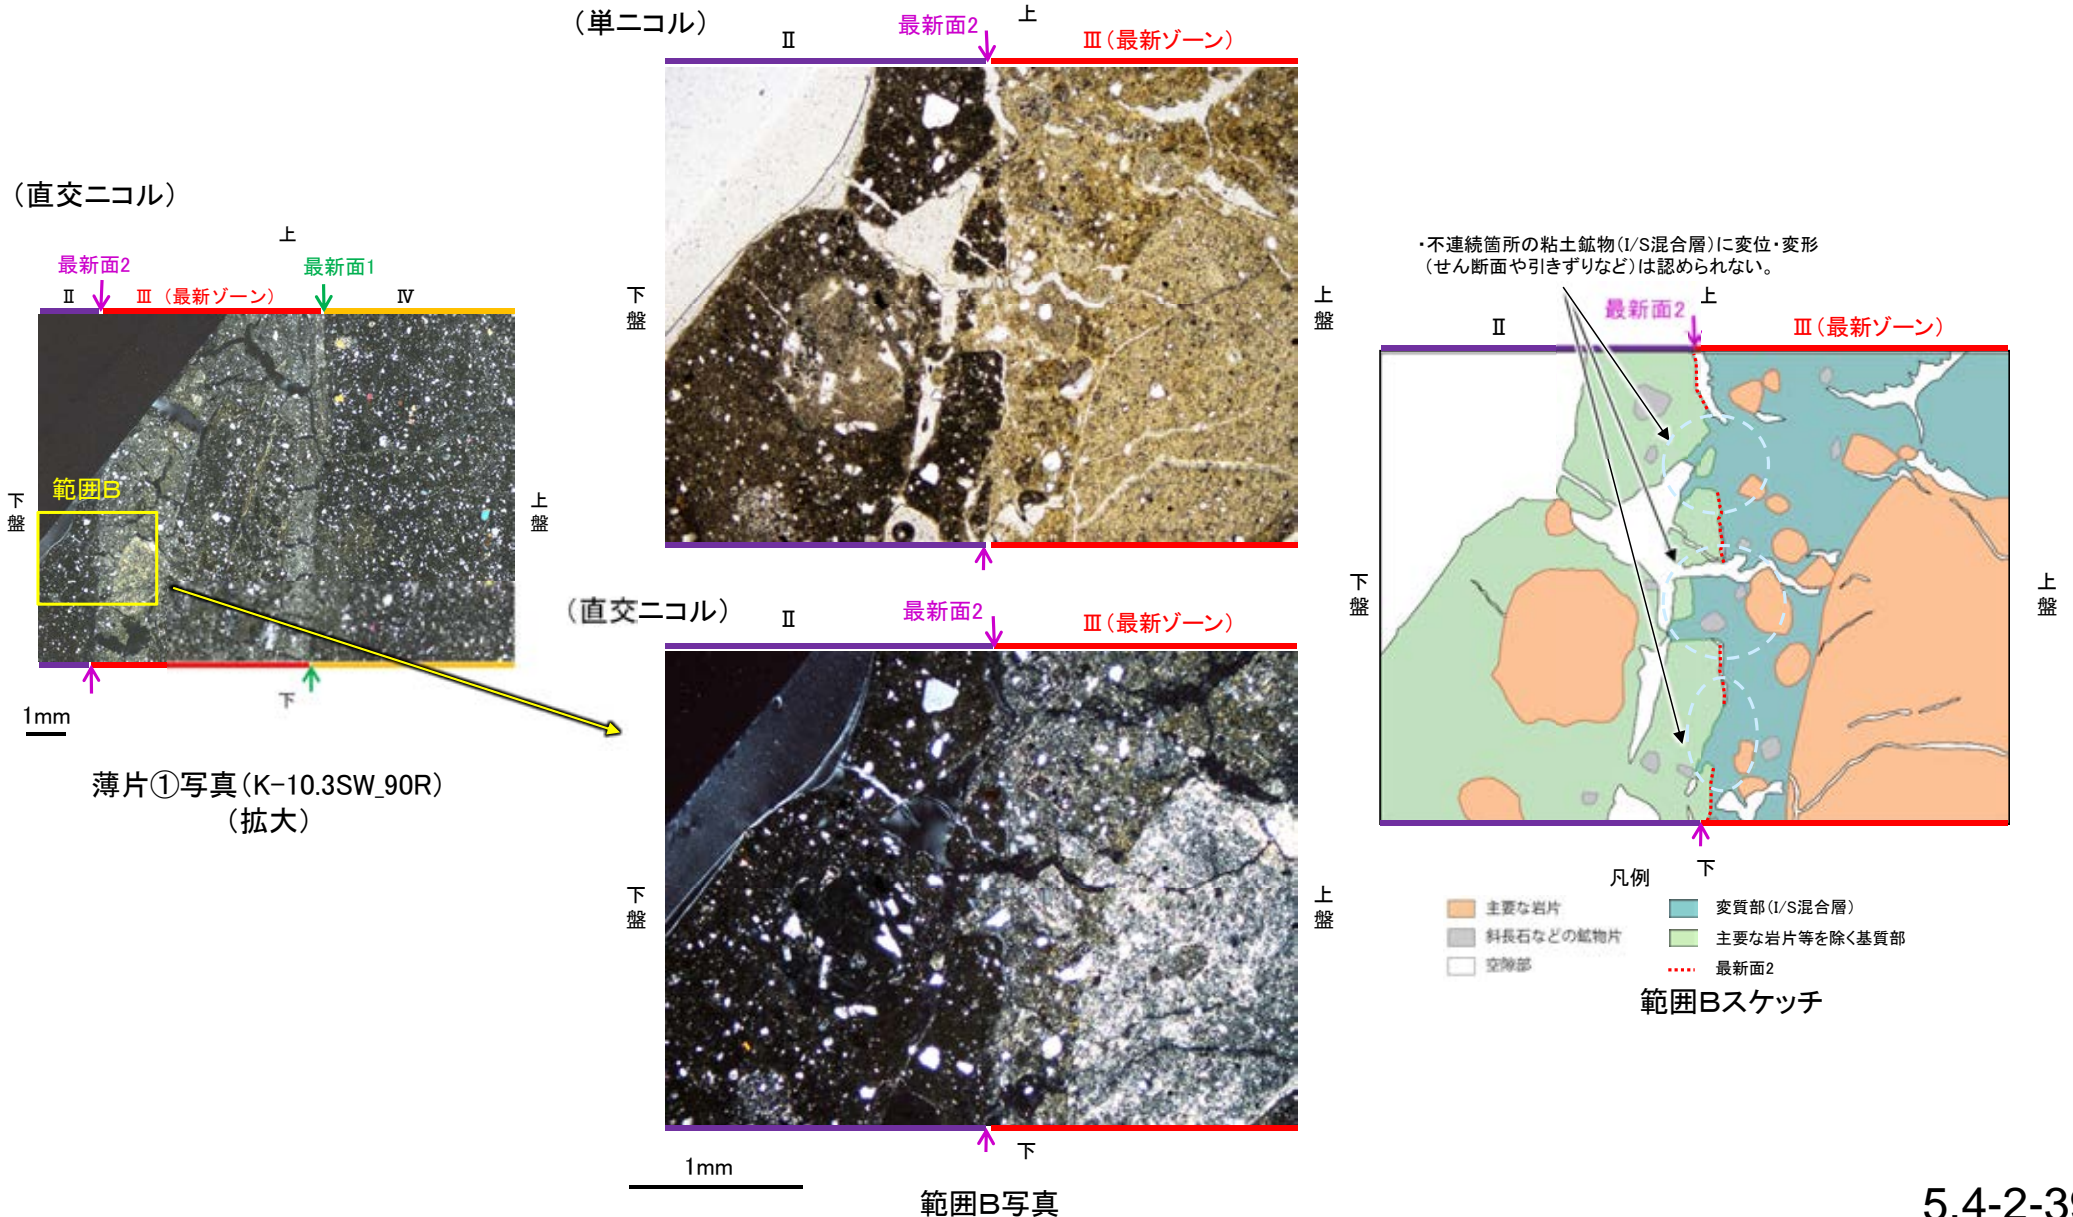 (直交ニコル)
上
最新面2
最新面1
Ⅱ
Ⅲ(最新ゾーン)
Ⅳ
範囲B
下盤
上盤
下
1mm
薄片①写真(K-10.3SW_90R)
(拡大)
(単ニコル)
上
最新面2
Ⅱ
Ⅲ(最新ゾーン)
下盤
上盤
(直交ニコル)
Ⅱ
最新面2
Ⅲ(最新ゾーン)
下盤
上盤
下
1mm
範囲B写真
・不連続箇所の粘土鉱物(I/S混合層)に変位・変形
(せん断面や引きずりなど)は認められない。
最新面2
上
Ⅱ
Ⅲ(最新ゾーン)
下盤
上盤
下
凡例
主要な岩片
斜長石などの鉱物片
空隙部
変質部(I/S混合層)
主要な岩片等を除く基質部
最新面2
範囲Bスケッチ
5.4-2-39